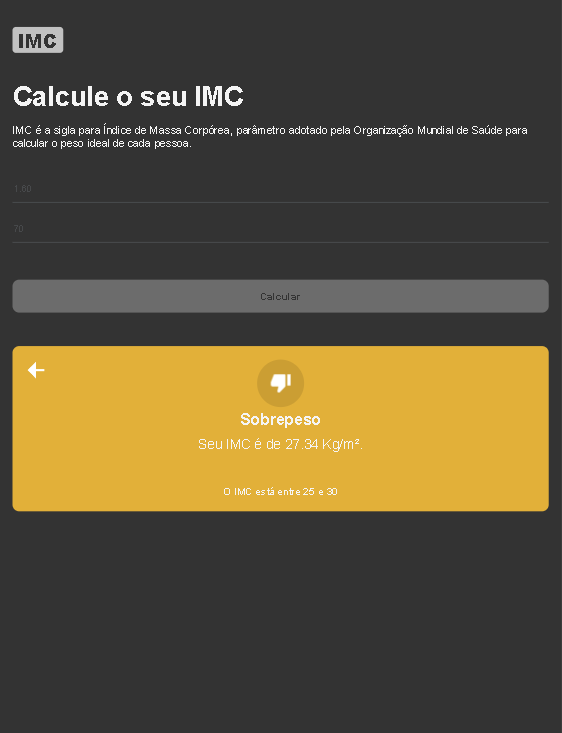 IMC
Calcule o seu IMC
IMC é a sigla para Índice de Massa Corpórea, parâmetro adotado pela Organização Mundial de Saúde para
calcular o peso ideal de cada pessoa.
1.60
70
Calcular
Sobrepeso
Seu IMC é de 27.34 Kg/m².
O IMC está entre 25 e 30